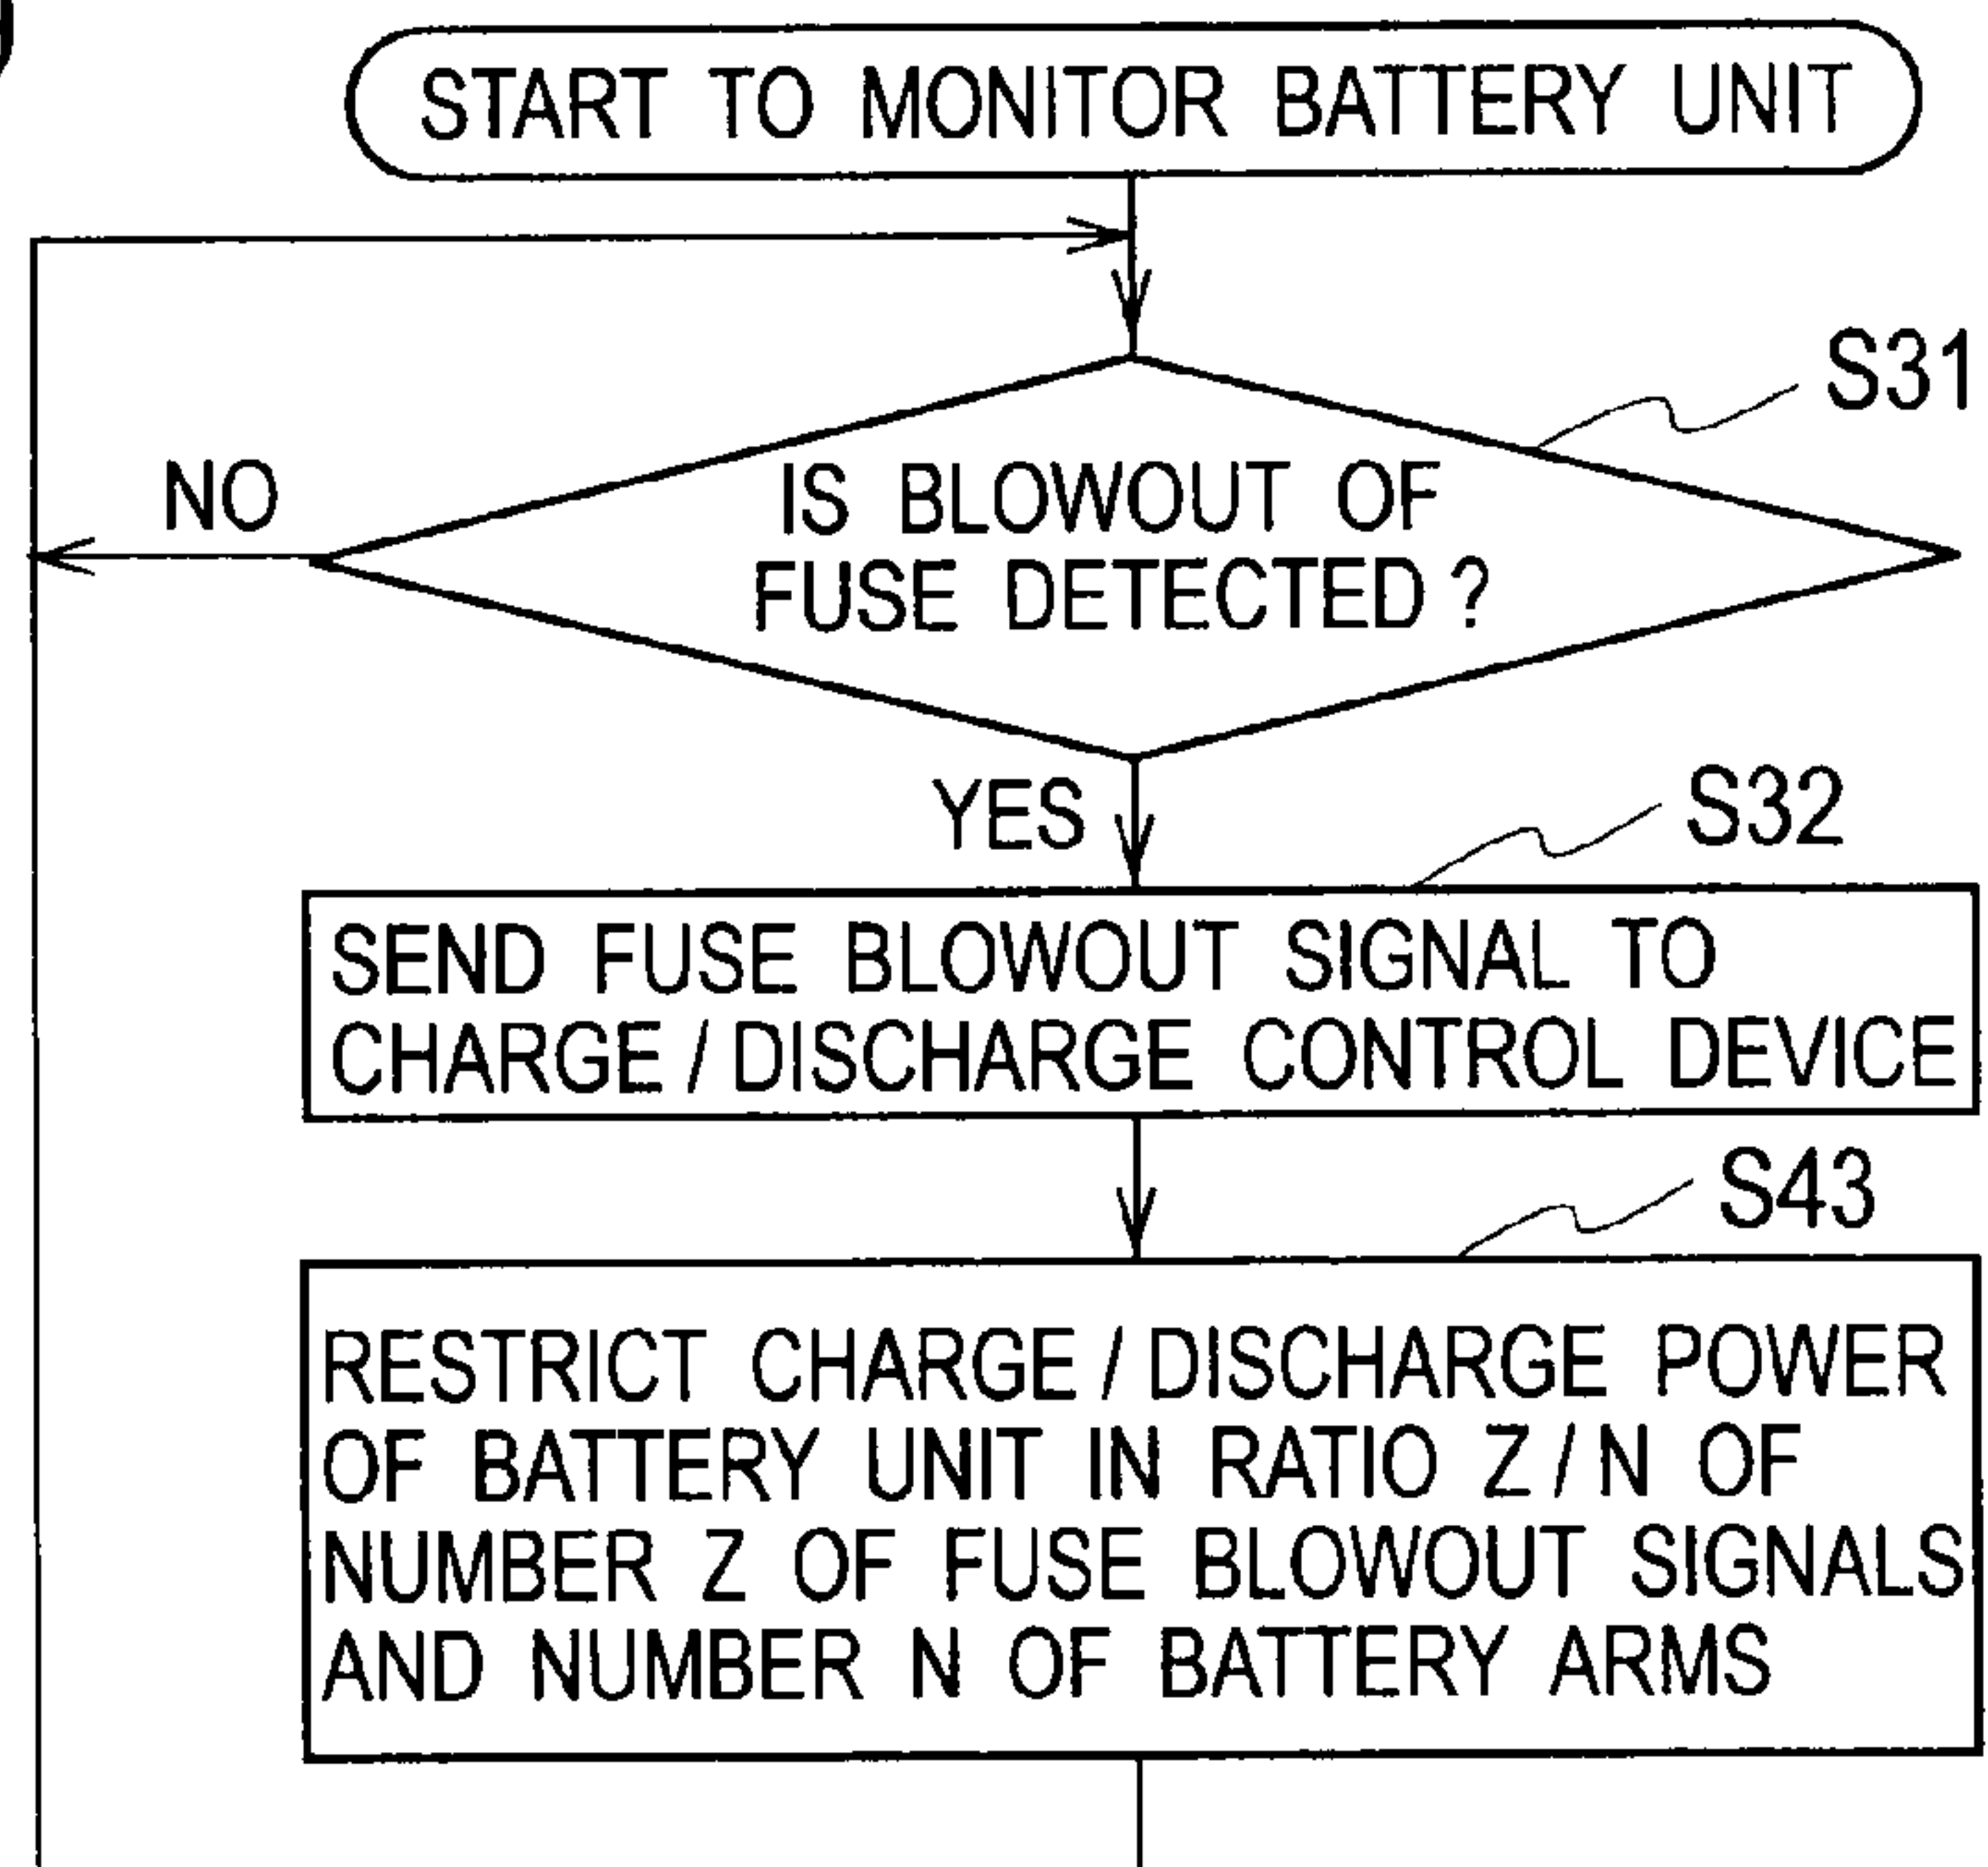 START TO MONITOR BATTERY UNIT
S31
NO
IS BLOWOUT OF
FUSE DETECTED ?
YES
S32
SEND FUSE BLOWOUT SIGNAL TO
CHARGE / DISCHARGE CONTROL DEVICE
S43
RESTRICT CHARGE / DISCHARGE POWER
OF BATTERY UNIT IN RATIO Z / N OF
NUMBER Z OF FUSE BLOWOUT SIGNALS
AND NUMBER N OF BATTERY ARMS